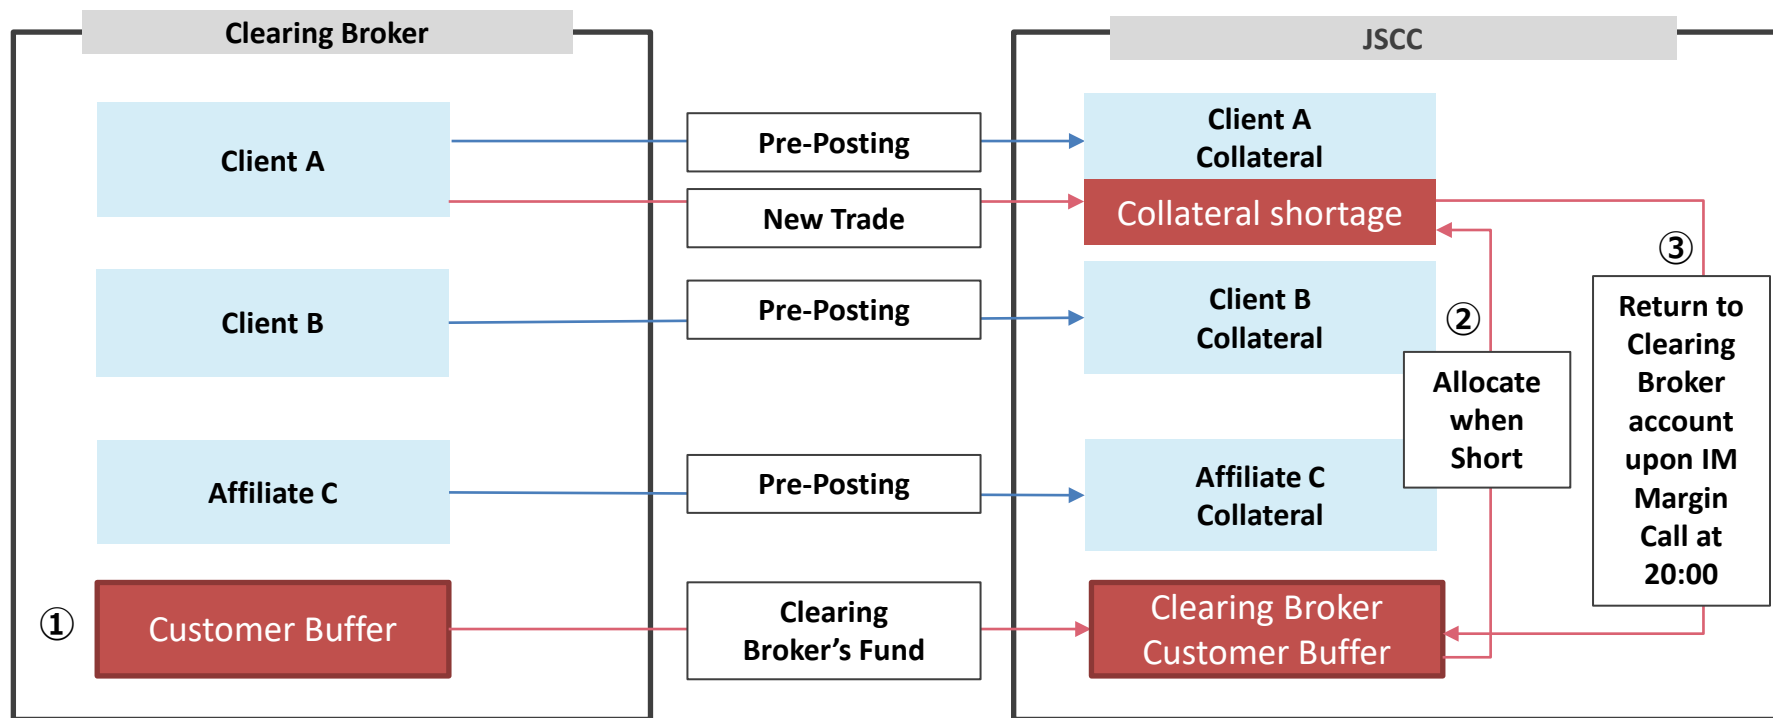 Clearing Broker
JSCC
Client A
Pre-Posting
Client A
Collateral
New Trade
Collateral shortage
③
Client B
Pre-Posting
Client B
Collateral
②
Return to
Clearing
Broker
account
upon IM
Margin
Call at
20:00
Allocate
when
Short
Affiliate C
Pre-Posting
Affiliate C
Collateral
①
Customer Buffer
Clearing
Broker’s Fund
Clearing Broker
Customer Buffer